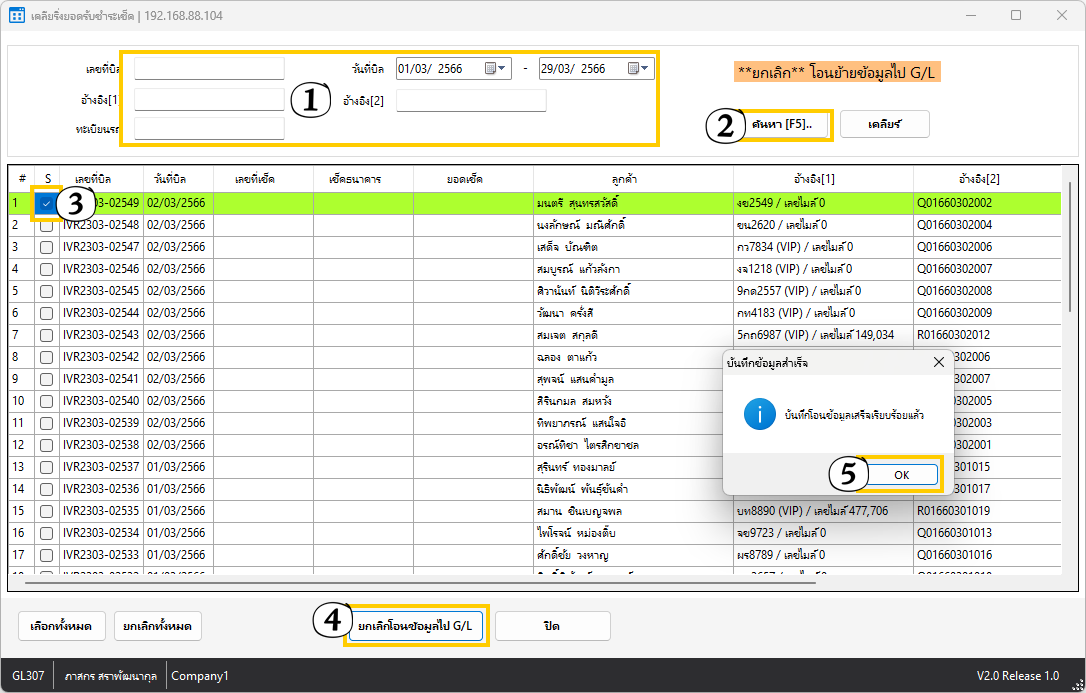 เคลียริ่งยอดรับชำระเช็ค | 192.168.88.104
เลขที่บิล วันที่บิล 01/03/ 2566 - 29/03/ 2566
**ยกเลิก** โอนย้ายข้อมูลไป G/L
อ้างอิง[1] 1 อ้างอิง[2]
2 ค้นหา [F5].. เคลียร์
ทะเบียนรถ
# S เลขที่บิล วันที่บิล เลขที่เช็ค เช็คธนาคาร ยอดเช็ค ลูกค้า อ้างอิง[1] อ้างอิง[2]
1 3 03-02549 02/03/2566 มนตรี สุนทรสวัสดิ์ งข2549 / เลขไมล์ 0 Q01660302002
2 IVR2303-02548 02/03/2566 นงลักษณ์ มณีศักดิ์ ขน2620 / เลขไมล์ 0 Q01660302004
3 IVR2303-02547 02/03/2566 เสด็จ บัณฑิต กว7834 (VIP) / เลขไมล์ 0 Q01660302006
4 IVR2303-02546 02/03/2566 สมบูรณ์ แก้วลังกา งจ1218 (VIP) / เลขไมล์ 0 Q01660302007
5 IVR2303-02545 02/03/2566 ศิวานันท์ นิติวีระศักดิ์ 9กด2557 (VIP) / เลขไมล์ 0 Q01660302008
6 IVR2303-02544 02/03/2566 วัฒนา ครั่งสี กท4183 (VIP) / เลขไมล์ 0 Q01660302009
7 IVR2303-02543 02/03/2566 สมเจต สกุลดี 5กถ6987 (VIP) / เลขไมล์ 149,034 R01660302012
8 IVR2303-02542 02/03/2566 ฉลอง ตาแก้ว 02006
9 IVR2303-02541 02/03/2566 สุพจน์ แสนคำมูล 02007
10 IVR2303-02540 02/03/2566 สิรินกมล สมหวัง 02005
11 IVR2303-02539 02/03/2566 ทิพยาภรณ์ แสนใจอิ 02003
12 IVR2303-02538 02/03/2566 อรณ์ทิชา ไตรสิกขาชล 02001
13 IVR2303-02537 01/03/2566 สุรินทร์ ทองมาลย์ 01015
14 IVR2303-02536 01/03/2566 นิธิพัฒน์ พันธุ์ขันคำ 01017
15 IVR2303-02535 01/03/2566 สมาน ชินเบญจพล บท8890 (VIP) / เลขไมล์ 477,706 R01660301019
16 IVR2303-02534 01/03/2566 ไพโรจน์ หม่องติ๊บ จข9723 / เลขไมล์ 0 Q01660301013
17 IVR2303-02533 01/03/2566 ศักดิ์ชัย วงหาญ ผร8789 / เลขไมล์ 0 Q01660301016
บันทึกข้อมูลสำเร็จ
บันทึกโอนข้อมูลเสร็จเรียบร้อยแล้ว
5 OK
เลือกทั้งหมด ยกเลิกทั้งหมด 4 ยกเลิกโอนข้อมูลไป G/L ปิด
GL307 ภาสกร สราพัฒนากุล Company1 V2.0 Release 1.0